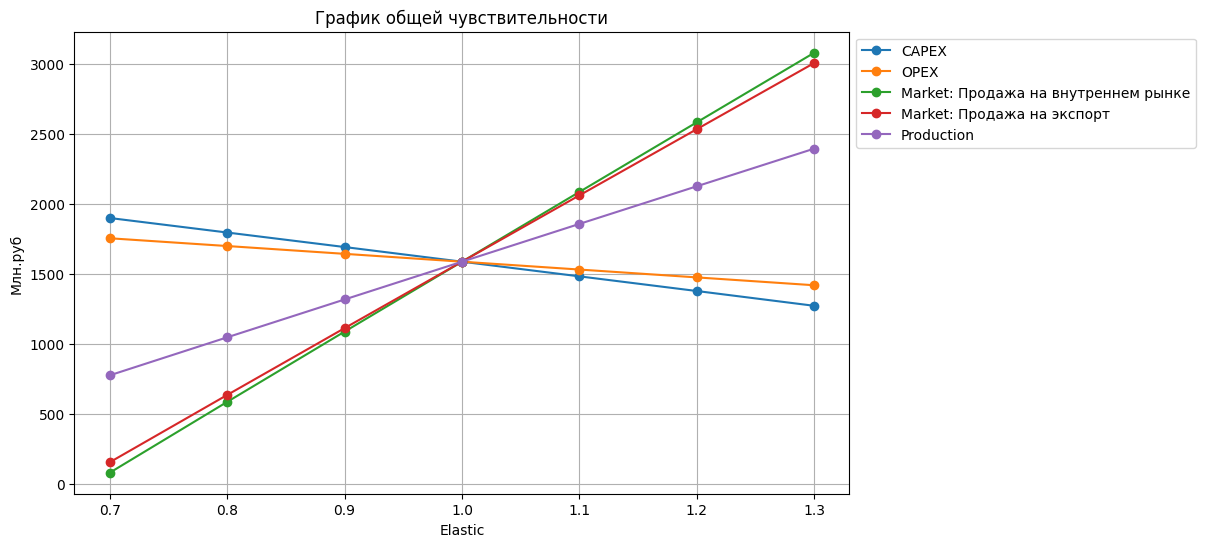 График общей чувствительности
CAPEX
OPEX
Market: Продажа на внутреннем рынке
Market: Продажа на экспорт
Production
Млн.руб
3000
2500
2000
1500
1000
500
0
0.7 0.8 0.9 1.0 1.1 1.2 1.3
Elastic